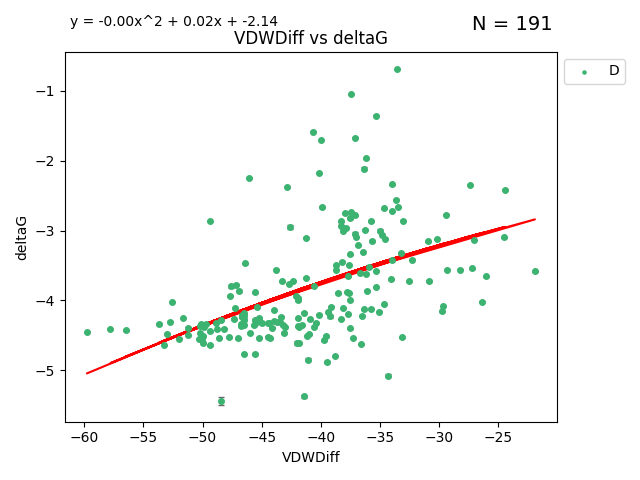 y = -0.00x^2 + 0.02x + -2.14
N = 191
VDWDiff vs deltaG
D
deltaG
−1
−2
−3
−4
−5
−60 −55 −50 −45 −40 −35 −30 −25
VDWDiff